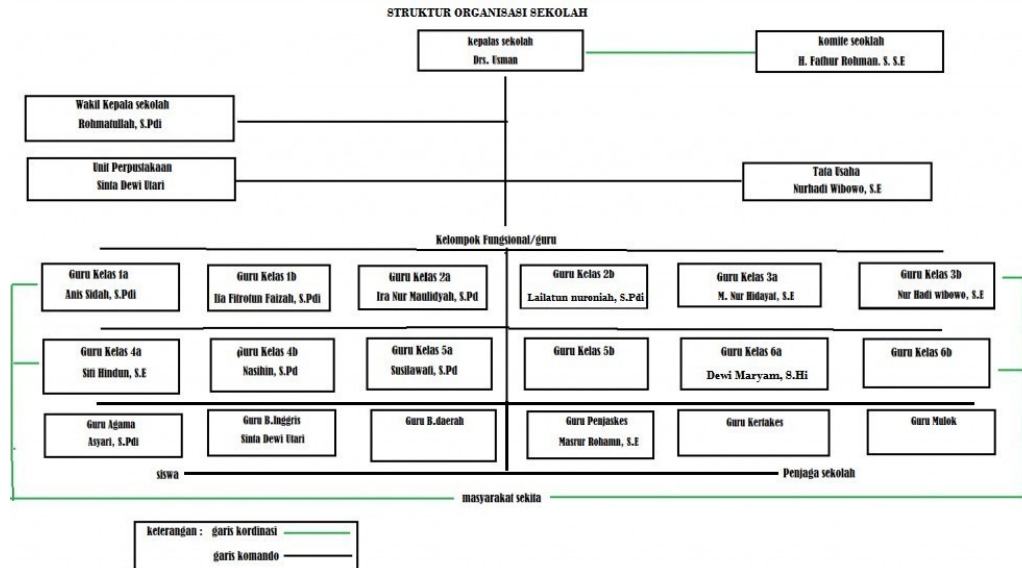 STRUKTUR ORGANISASI SEKOLAH
kepalas sekolah
Drs. Usman
komite seoklah
H. Fathur Rohman. S. S.E
Wakil Kepala sekolah
Rohmatullah, S.Pdi
Unit Perpustakaan
Sinta Dewi Utari
Tata Usaha
Nurhadi Wibowo, S.E
Kelompok Fungsional/guru
Guru Kelas 1a
Anis Sidah, S.Pdi
Guru Kelas 1b
Iia Fitrotun Faizah, S.Pdi
Guru Kelas 2a
Ira Nur Maulidyah, S.Pd
Guru Kelas 2b
Lailatun nuroniah, S.Pdi
Guru Kelas 3a
M. Nur Hidayat, S.E
Guru Kelas 3b
Nur Hadi wibowo, S.E
Guru Kelas 4a
Siti Hindun, S.E
Guru Kelas 4b
Nasihin, S.Pd
Guru Kelas 5a
Susilawati, S.Pd
Guru Kelas 5b
Guru Kelas 6a
Dewi Maryam, S.Hi
Guru Kelas 6b
Guru Agama
Asyari, S.Pdi
Guru B.Inggris
Sinta Dewi Utari
Guru B.daerah
Guru Penjaskes
Masrur Rohamn, S.E
Guru Kertakes
Guru Mulok
siswa
Penjaga sekolah
masyarakat sekita
keterangan : garis kordinasi
garis komando